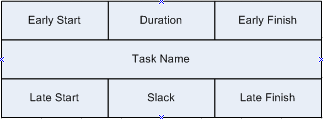 Early Start Duration Early Finish
Task Name
Late Start Slack Late Finish